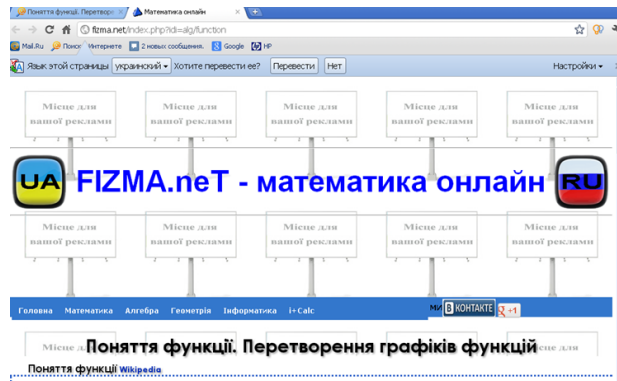 Поняття функції. Перетворе
Математика онлайн
fizma.net/index.php?idi=alg/function
Mail.Ru Поиск Интернете 2 новых сообщения. Google HP
Язык этой страницы украинский Хотите перевести ее? Перевести Нет Настройки
Місце для Місце для Місце для Місце для Місце для
вашої реклами вашої реклами вашої реклами вашої реклами вашої реклами
UA FIZMA.neT - математика онлайн RU
Місце для Місце для Місце для Місце для Місце для
вашої реклами вашої реклами вашої реклами вашої реклами вашої реклами
Головна Математика Алгебра Геометрія Інформатика i+Calc МИ В КОНТАКТЕ g +1
Поняття функції. Перетворення графіків функцій
Поняття функції Wikipedia